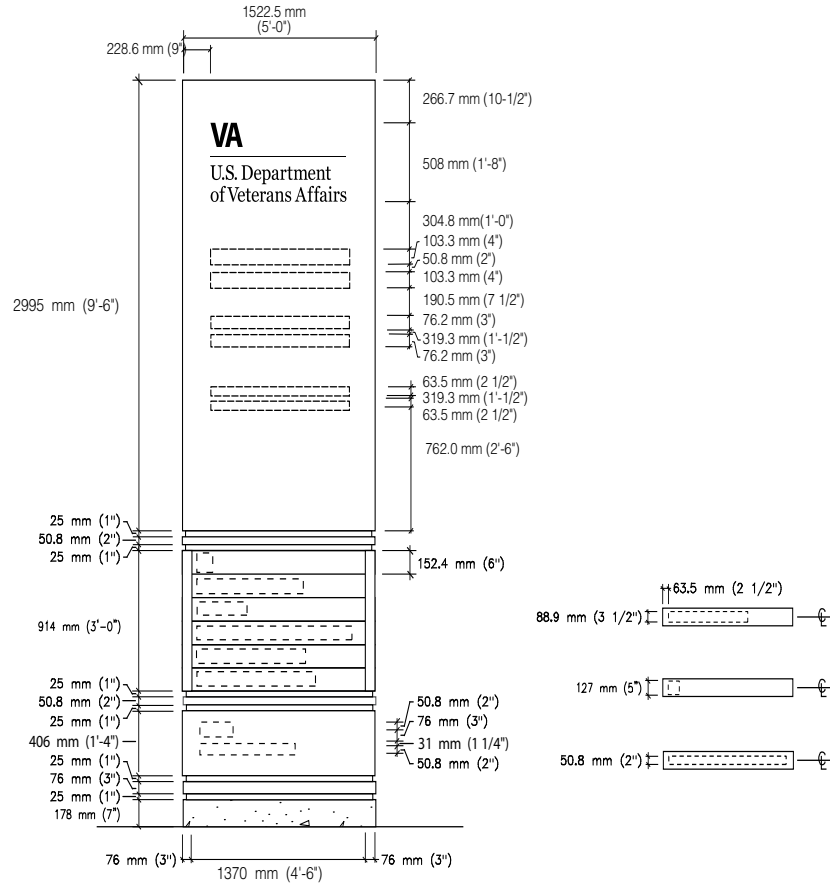 1522.5 mm
(5'-0")
228.6 mm (9"
266.7 mm (10-1/2")
VA
U.S. Department
of Veterans Affairs
508 mm (1'-8")
304.8 mm(1'-0")
103.3 mm (4")
50.8 mm (2")
103.3 mm (4")
190.5 mm (7 1/2")
76.2 mm (3")
319.3 mm (1'-1/2")
76.2 mm (3")
63.5 mm (2 1/2")
319.3 mm (1'-1/2")
63.5 mm (2 1/2")
762.0 mm (2'-6")
2995 mm (9'-6")
25 mm (1")
50.8 mm (2")
25 mm (1")
152.4 mm (6")
914 mm (3'-0")
25 mm (1")
50.8 mm (2")
25 mm (1")
406 mm (1'-4")
25 mm (1")
76 mm (3")
25 mm (1")
178 mm (7")
50.8 mm (2")
76 mm (3")
31 mm (1 1/4")
50.8 mm (2")
76 mm (3")
1370 mm (4'-6")
76 mm (3")
63.5 mm (2 1/2")
88.9 mm (3 1/2")
℄
127 mm (5")
℄
50.8 mm (2")
℄